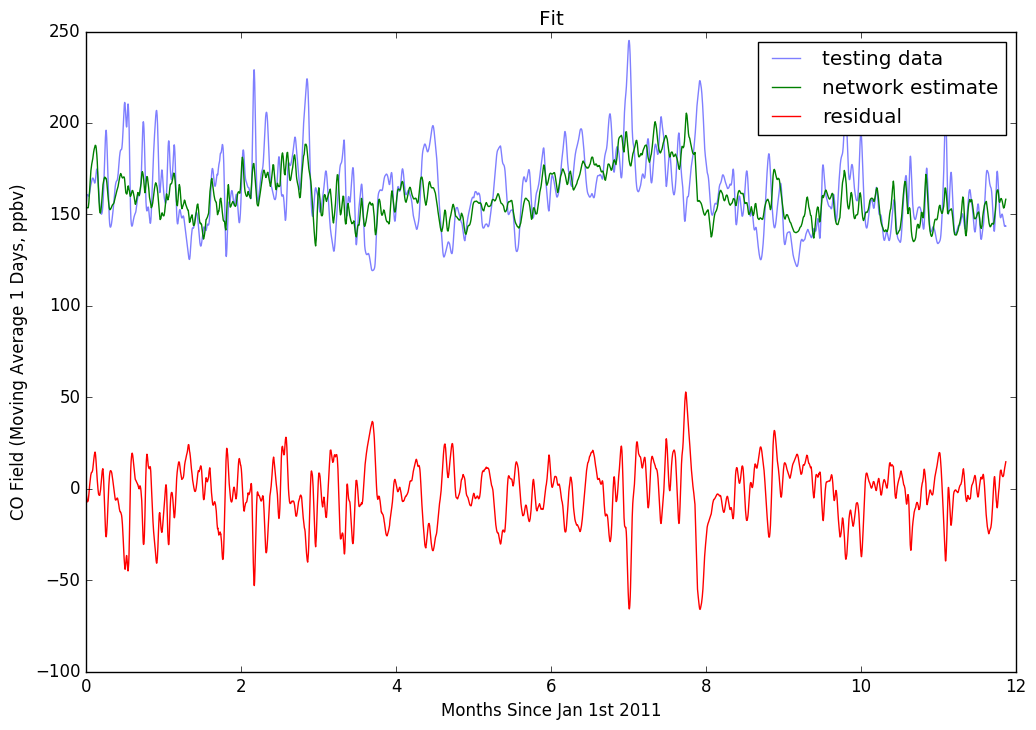 Fit
250
200
150
100
50
0
−50
−100
CO Field (Moving Average 1 Days, ppbv)
testing data
network estimate
residual
0 2 4 6 8 10 12
Months Since Jan 1st 2011